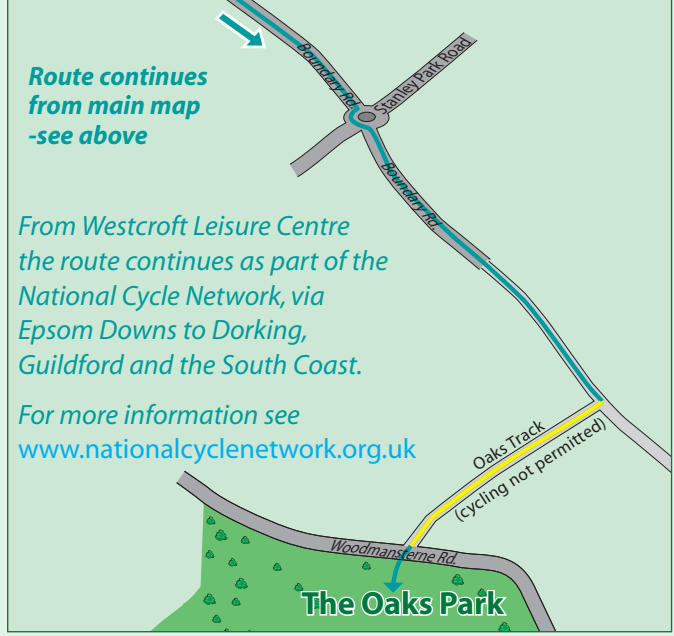 Boundary Rd.
Stanley Park Road
Route continues
from main map
-see above
Boundary Rd.
From Westcroft Leisure Centre
the route continues as part of the
National Cycle Network, via
Epsom Downs to Dorking,
Guildford and the South Coast.
For more information see
www.nationalcyclenetwork.org.uk
Oaks Track
(cycling not permitted)
Woodmansterne Rd.
The Oaks Park